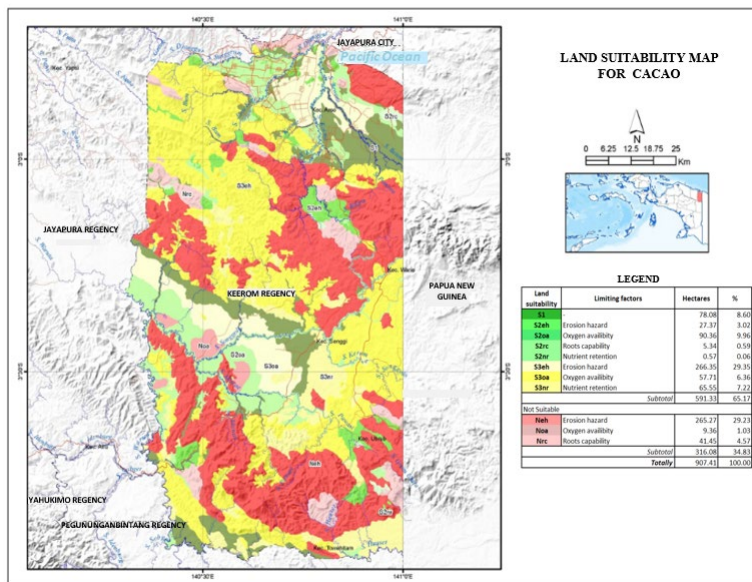 140°30'E
141°0'E
JAYAPURA CITY
Pacific Ocean
3°0'S
3°0'S
S3eh
Nrc
S2eh
JAYAPURA REGENCY
KEEROM REGENCY
PAPUA NEW
GUINEA
Noa
S2oa
S3oa
S3nr
Neh
YAHUKIMO REGENCY
PEGUNUNGANBINTANG REGENCY
140°30'E
141°0'E
LAND SUITABILITY MAP
FOR CACAO
N
0 6.25 12.5 18.75 25
Km
LEGEND
Land suitability Limiting factors Hectares %
S1 - 78.08 8.60
S2eh Erosion hazard 27.37 3.02
S2oa Oxygen availibity 90.36 9.96
S2rc Roots capability 5.34 0.59
S2nr Nutrient retention 0.57 0.06
S3eh Erosion hazard 266.35 29.35
S3oa Oxygen availibity 57.71 6.36
S3nr Nutrient retention 65.55 7.22
Subtotal 591.33 65.17
Not Suitable
Neh Erosion hazard 265.27 29.23
Noa Oxygen availibity 9.36 1.03
Nrc Roots capability 41.45 4.57
Subtotal 316.08 34.83
Totally 907.41 100.00